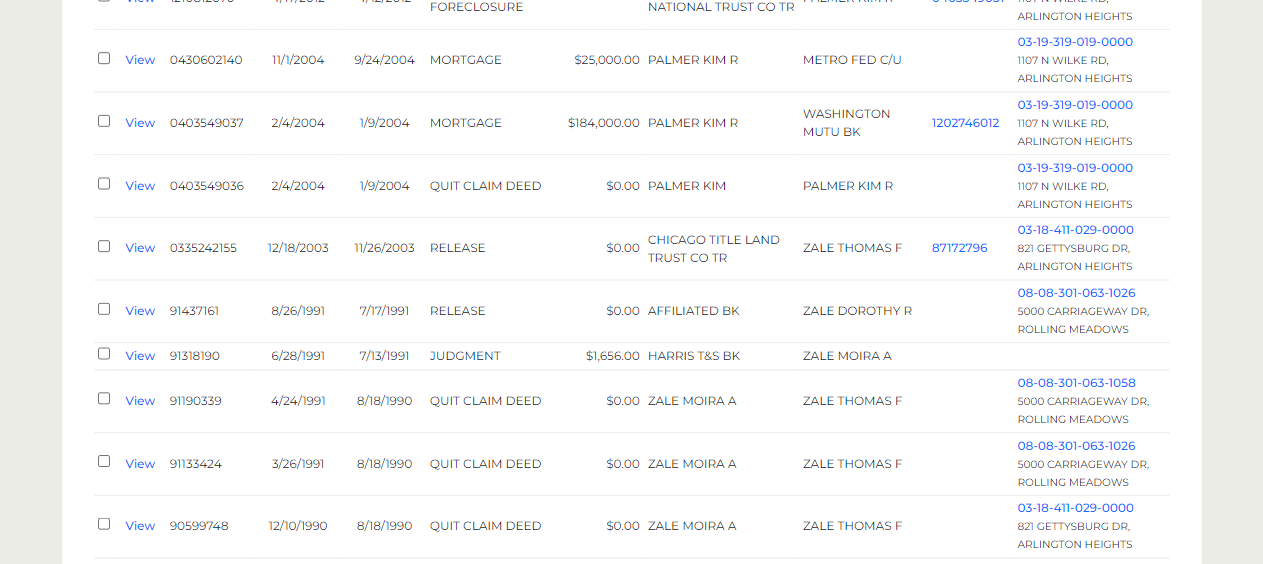 FORECLOSURE NATIONAL TRUST CO TR
ARLINGTON HEIGHTS
View 0430602140 11/1/2004 9/24/2004 MORTGAGE $25,000.00 PALMER KIM R METRO FED C/U 03-19-319-019-0000
1107 N WILKE RD,
ARLINGTON HEIGHTS
View 0403549037 2/4/2004 1/9/2004 MORTGAGE $184,000.00 PALMER KIM R WASHINGTON
MUTU BK 1202746012 03-19-319-019-0000
1107 N WILKE RD,
ARLINGTON HEIGHTS
View 0403549036 2/4/2004 1/9/2004 QUIT CLAIM DEED $0.00 PALMER KIM PALMER KIM R 03-19-319-019-0000
1107 N WILKE RD,
ARLINGTON HEIGHTS
View 0335242155 12/18/2003 11/26/2003 RELEASE $0.00 CHICAGO TITLE LAND
TRUST CO TR ZALE THOMAS F 87172796 03-18-411-029-0000
821 GETTYSBURG DR,
ARLINGTON HEIGHTS
View 91437161 8/26/1991 7/17/1991 RELEASE $0.00 AFFILIATED BK ZALE DOROTHY R 08-08-301-063-1026
5000 CARRIAGEWAY DR,
ROLLING MEADOWS
View 91318190 6/28/1991 7/13/1991 JUDGMENT $1,656.00 HARRIS T&S BK ZALE MOIRA A
View 91190339 4/24/1991 8/18/1990 QUIT CLAIM DEED $0.00 ZALE MOIRA A ZALE THOMAS F 08-08-301-063-1058
5000 CARRIAGEWAY DR,
ROLLING MEADOWS
View 91133424 3/26/1991 8/18/1990 QUIT CLAIM DEED $0.00 ZALE MOIRA A ZALE THOMAS F 08-08-301-063-1026
5000 CARRIAGEWAY DR,
ROLLING MEADOWS
View 90599748 12/10/1990 8/18/1990 QUIT CLAIM DEED $0.00 ZALE MOIRA A ZALE THOMAS F 03-18-411-029-0000
821 GETTYSBURG DR,
ARLINGTON HEIGHTS